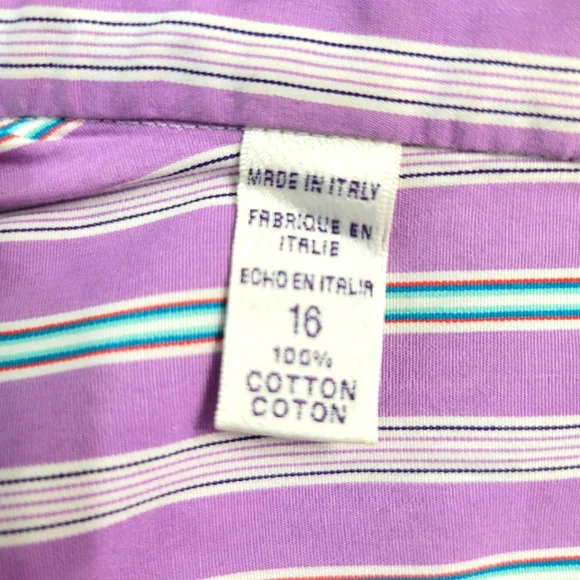 MADE IN ITALY
FABRIQUE EN
ITALIE
ECHO EN ITALIA
16
100%
COTTON
COTON